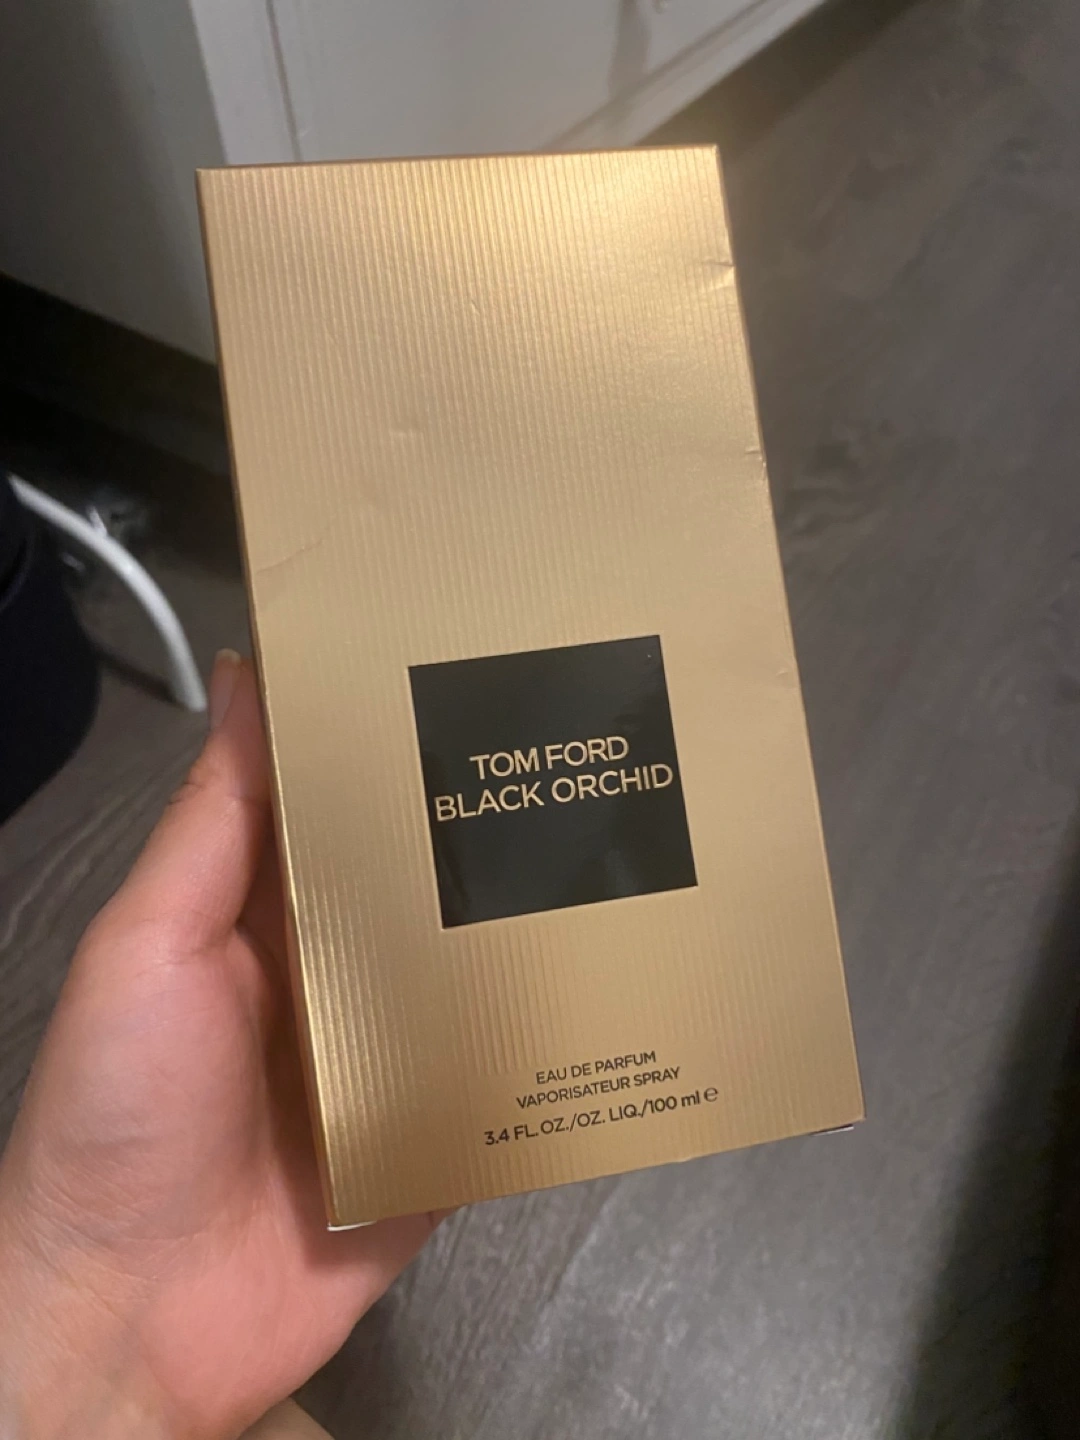 TOM FORD
BLACK ORCHID
EAU DE PARFUM
VAPORISATEUR SPRAY
3.4 FL. OZ./OZ. LIQ./100 ml ℮